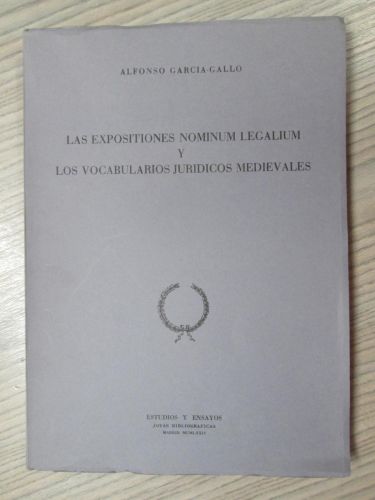 ALFONSO GARCIA-GALLO
LAS EXPOSITIONES NOMINUM LEGALIUM
Y
LOS VOCABULARIOS JURIDICOS MEDIEVALES
ESTUDIOS Y ENSAYOS
JOYAS BIBLIOGRAFICAS
MADRID MCMLXXIV